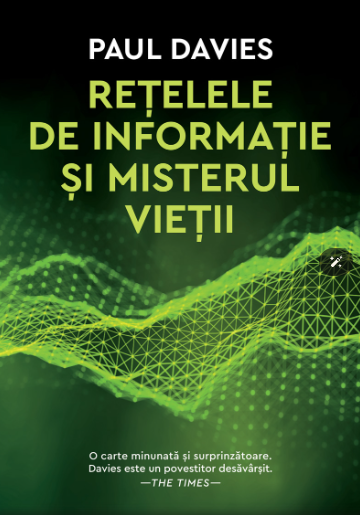 PAUL DAVIES
REȚELELE
DE INFORMAȚIE
ȘI MISTERUL
VIEȚII
O carte minunată și surprinzătoare.
Davies este un povestitor desăvârșit.
—THE TIMES—